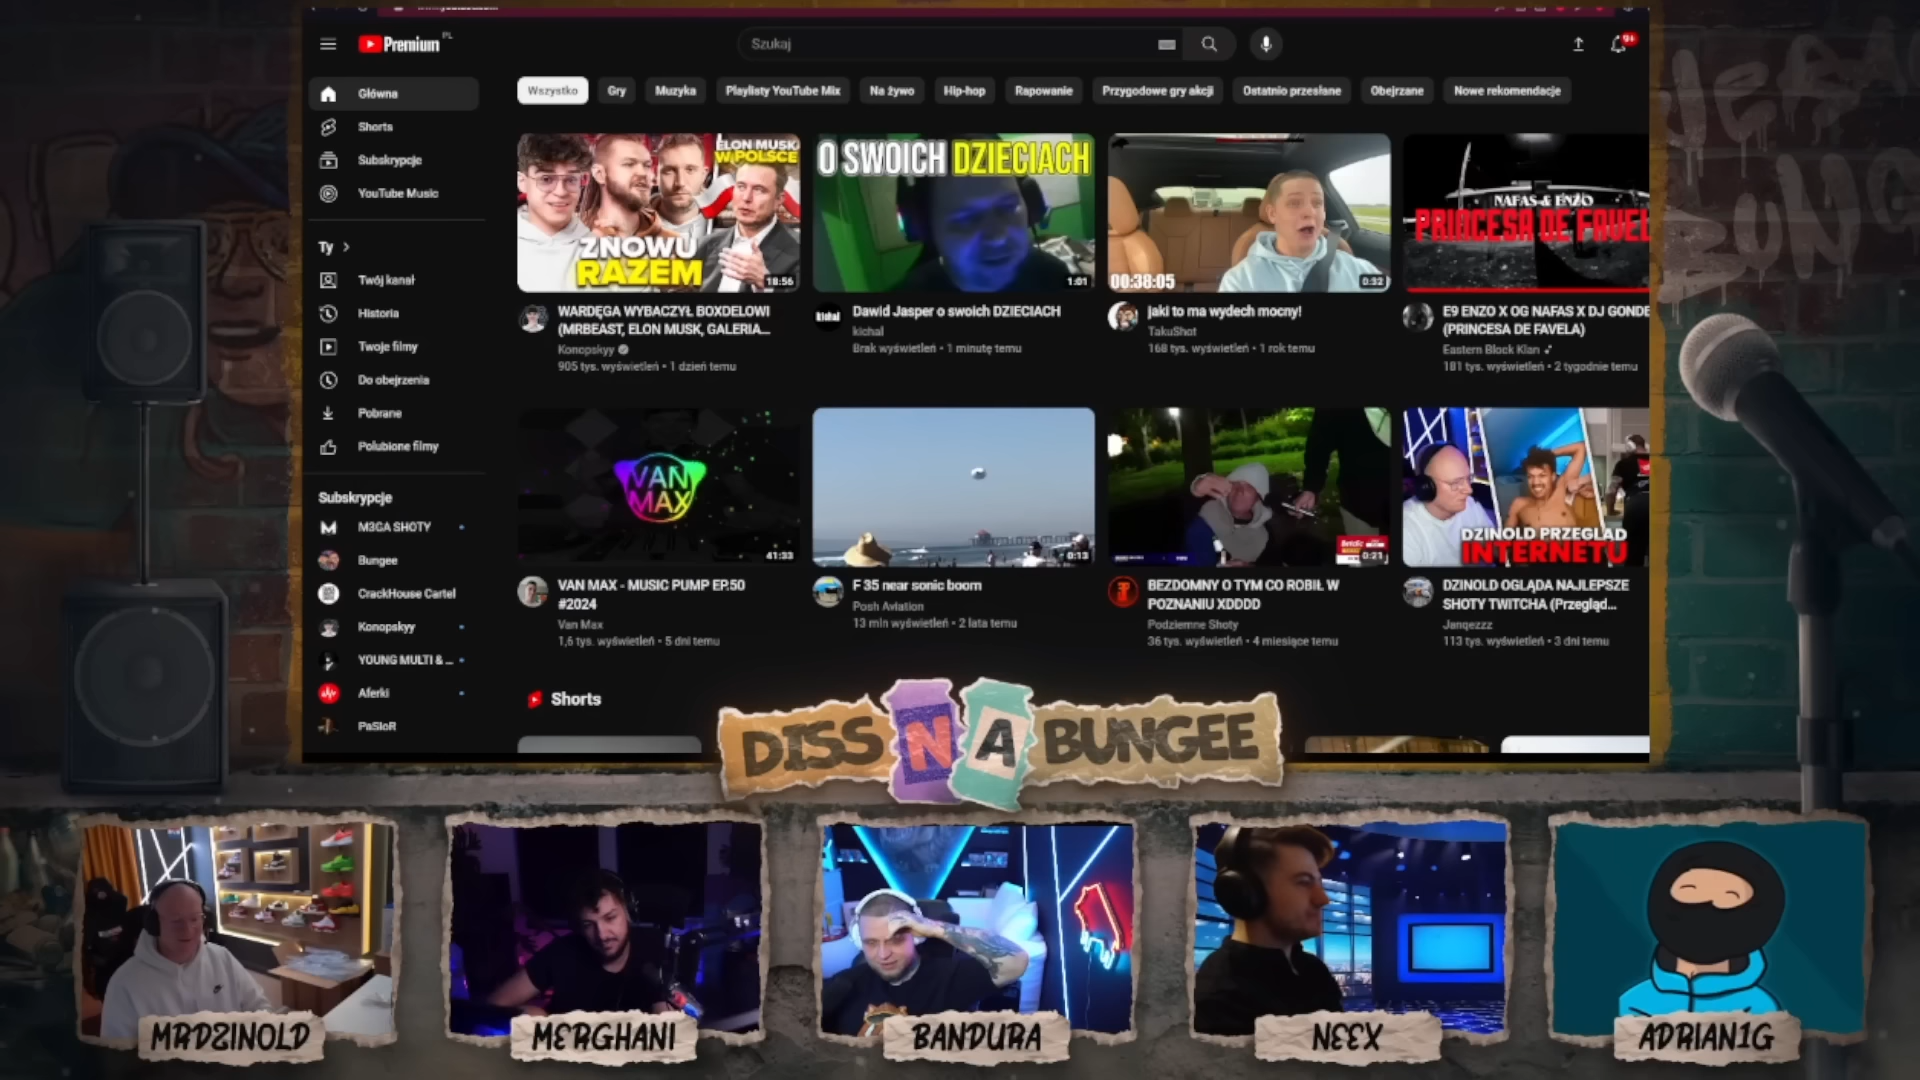 Premium PL
Szukaj
9+
Główna
Shorts
Subskrypcje
YouTube Music
Ty
Twój kanał
Historia
Twoje filmy
Do obejrzenia
Pobrane
Polubione filmy
Subskrypcje
M3GA SHOTY
Bungee
CrackHouse Cartel
Konopskyy
YOUNG MULTI & ...
Aferki
PaSIoR
Wszystko
Gry
Muzyka
Playlisty YouTube Mix
Na żywo
Hip-hop
Rapowanie
Przygodowe gry akcji
Ostatnio przesłane
Obejrzane
Nowe rekomendacje
ELON MUSK
W POLSCE
ZNOWU
RAZEM
18:56
WARDĘGA WYBACZYŁ BOXDELOWI
(MRBEAST, ELON MUSK, GALERIA...
Konopskyy
905 tys. wyświetleń • 1 dzień temu
O SWOICH DZIECIACH
1:01
kichal
Dawid Jasper o swoich DZIECIACH
kichal
Brak wyświetleń • 1 minutę temu
00:38:05
0:32
jaki to ma wydech mocny!
TakuShot
168 tys. wyświetleń • 1 rok temu
NAFAS & ENZO
PRINCESA DE FAVEL
E9 ENZO X OG NAFAS X DJ GONDE
(PRINCESA DE FAVELA)
Eastern Block Klan
181 tys. wyświetleń • 2 tygodnie temu
VAN
MAX
41:33
VAN MAX - MUSIC PUMP EP.50
#2024
Van Max
1,6 tys. wyświetleń • 5 dni temu
0:13
F 35 near sonic boom
Posh Aviation
13 mln wyświetleń • 2 lata temu
0:21
BEZDOMNY O TYM CO ROBIŁ W
POZNANIU XDDDD
Podziemne Shoty
36 tys. wyświetleń • 4 miesiące temu
DZINOLD PRZEGLĄD
INTERNETU
DZINOLD OGLĄDA NAJLEPSZE
SHOTY TWITCHA (Przegląd...
Janqezzz
113 tys. wyświetleń • 3 dni temu
Shorts
DISS NA BUNGEE
MRDZINOLD
MERGHANI
BANDURA
NEEX
ADRIAN1G